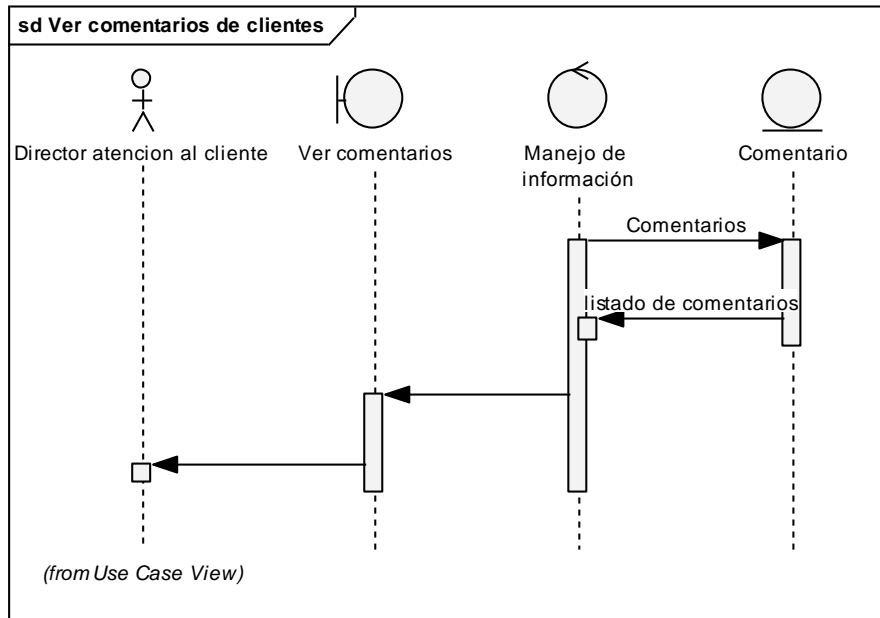 sd Ver comentarios de clientes
Director atencion al cliente
Ver comentarios
Manejo de
información
Comentario
Comentarios
listado de comentarios
(from Use Case View)